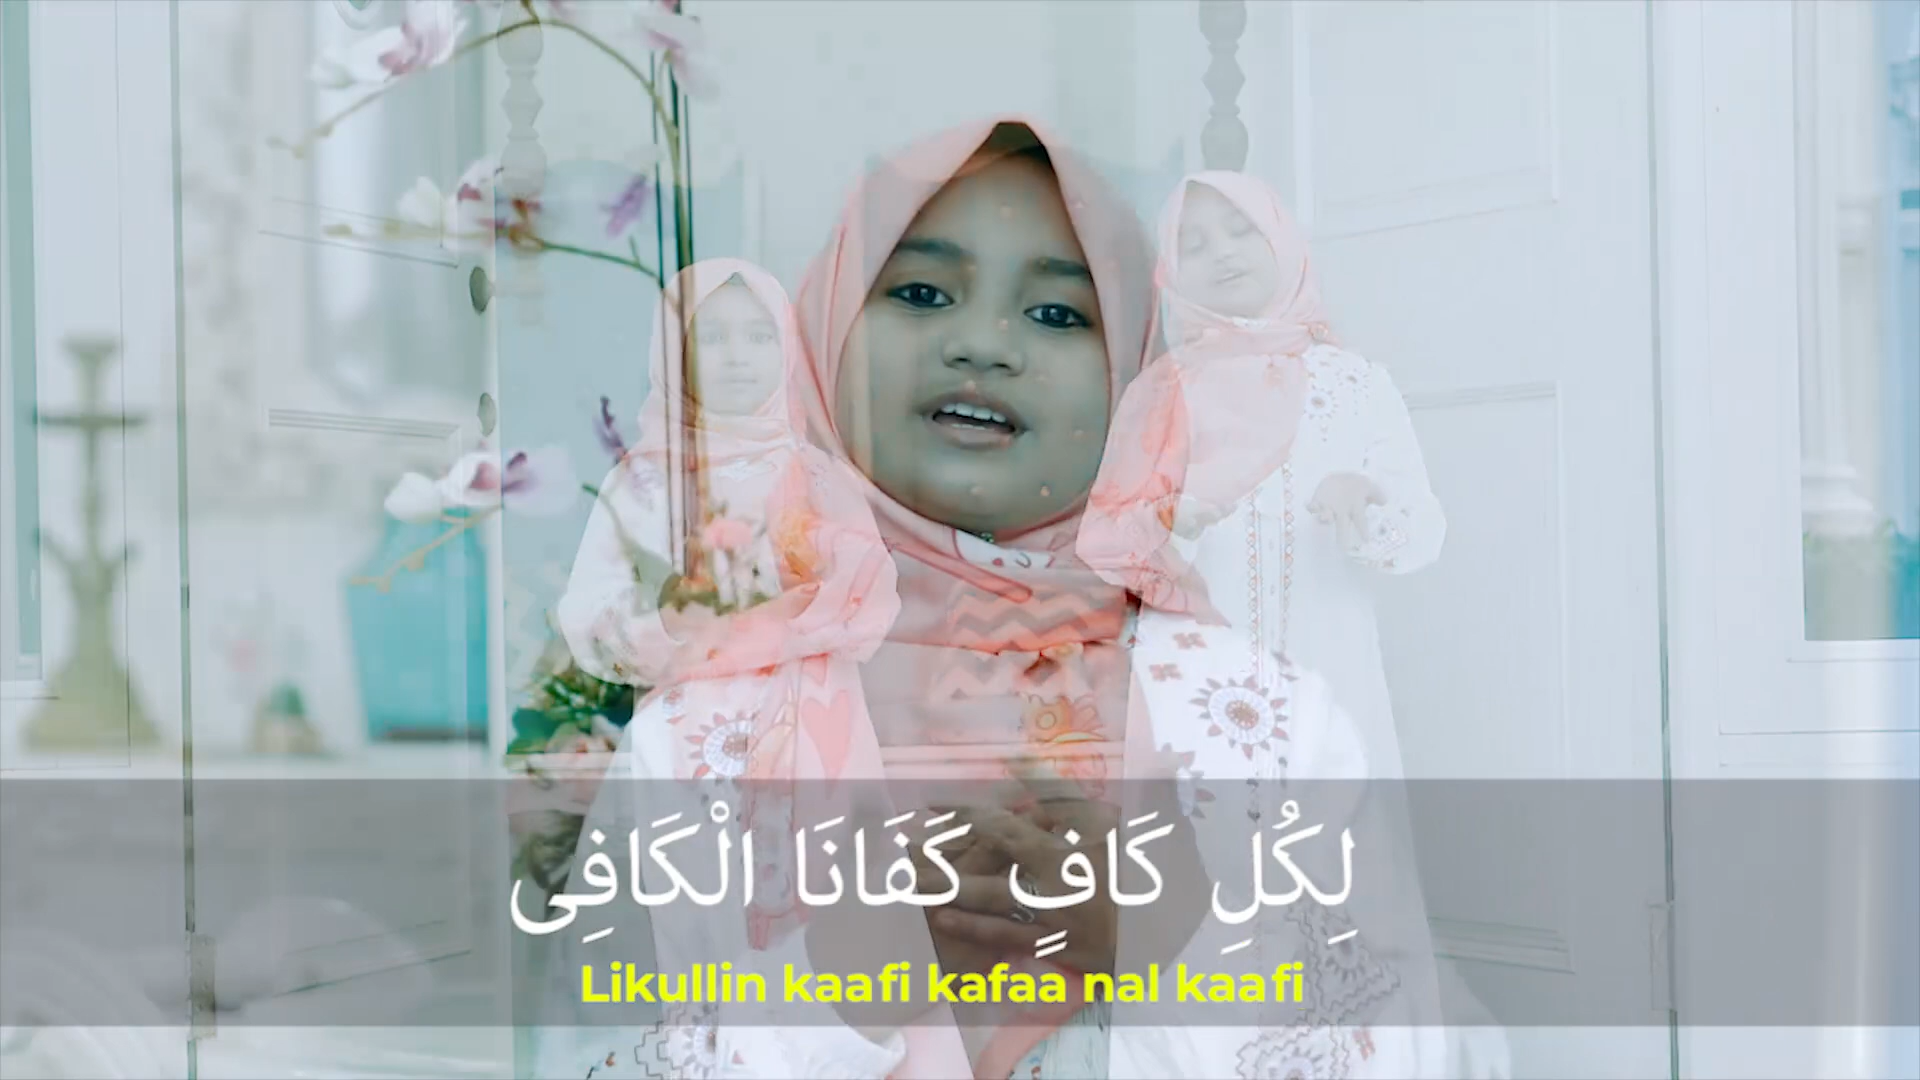 لِكُلِ كَافٍ كَفَانَا الْكَافِى
Likullin kaafi kafaa nal kaafi